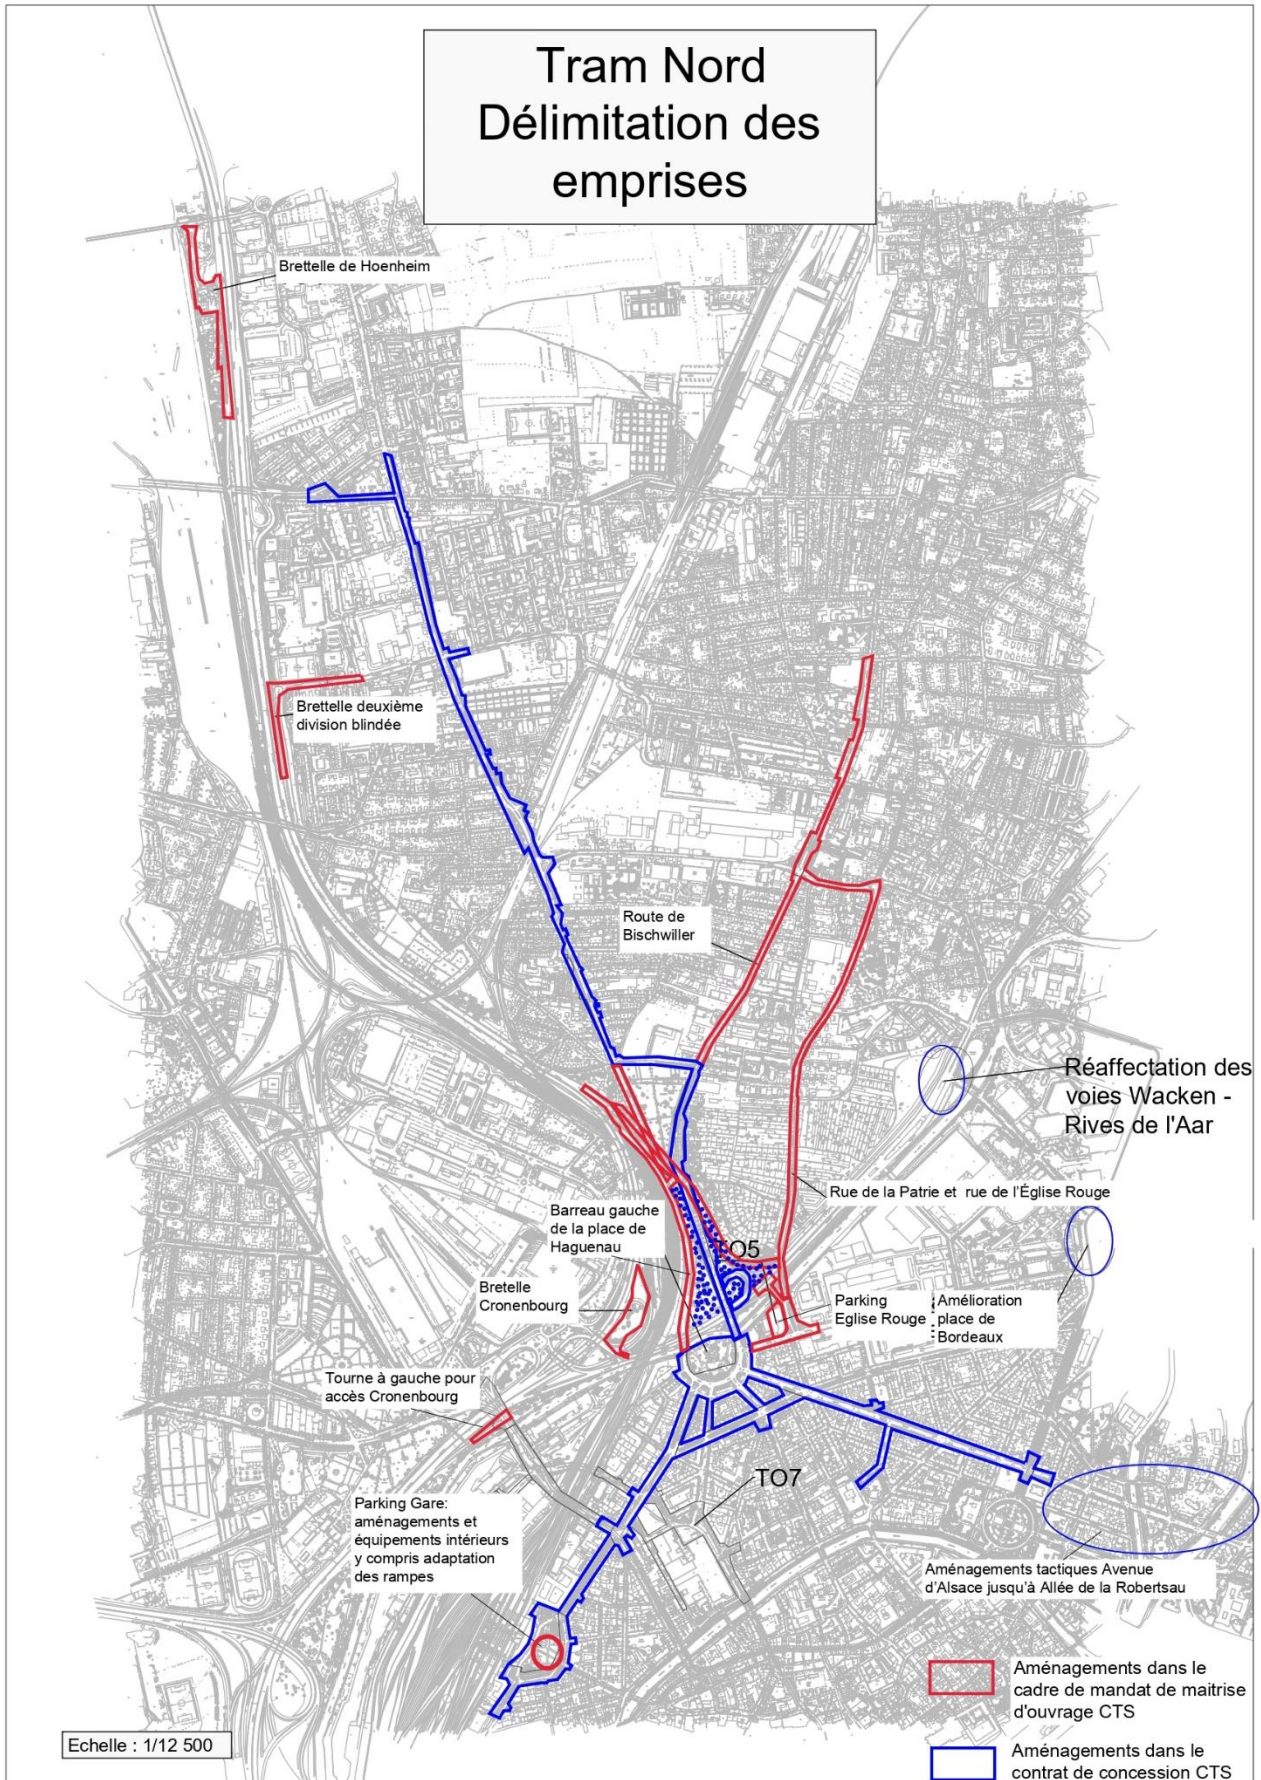 Tram Nord
Délimitation des
emprises
Brettelle de Hoenheim
Brettelle deuxième
division blindée
Route de
Bischwiller
Réaffectation des
voies Wacken -
Rives de l'Aar
Rue de la Patrie et rue de l'Église Rouge
Barreau gauche
de la place de
Haguenau
TO5
Bretelle
Cronenbourg
Parking
Eglise Rouge
Amélioration
place de
Bordeaux
Tourne à gauche pour
accès Cronenbourg
TO7
Parking Gare:
aménagements et
équipements intérieurs
y compris adaptation
des rampes
Aménagements tactiques Avenue
d'Alsace jusqu'à Allée de la Robertsau
Aménagements dans le
cadre de mandat de maitrise
d'ouvrage CTS
Echelle : 1/12 500
Aménagements dans le
contrat de concession CTS